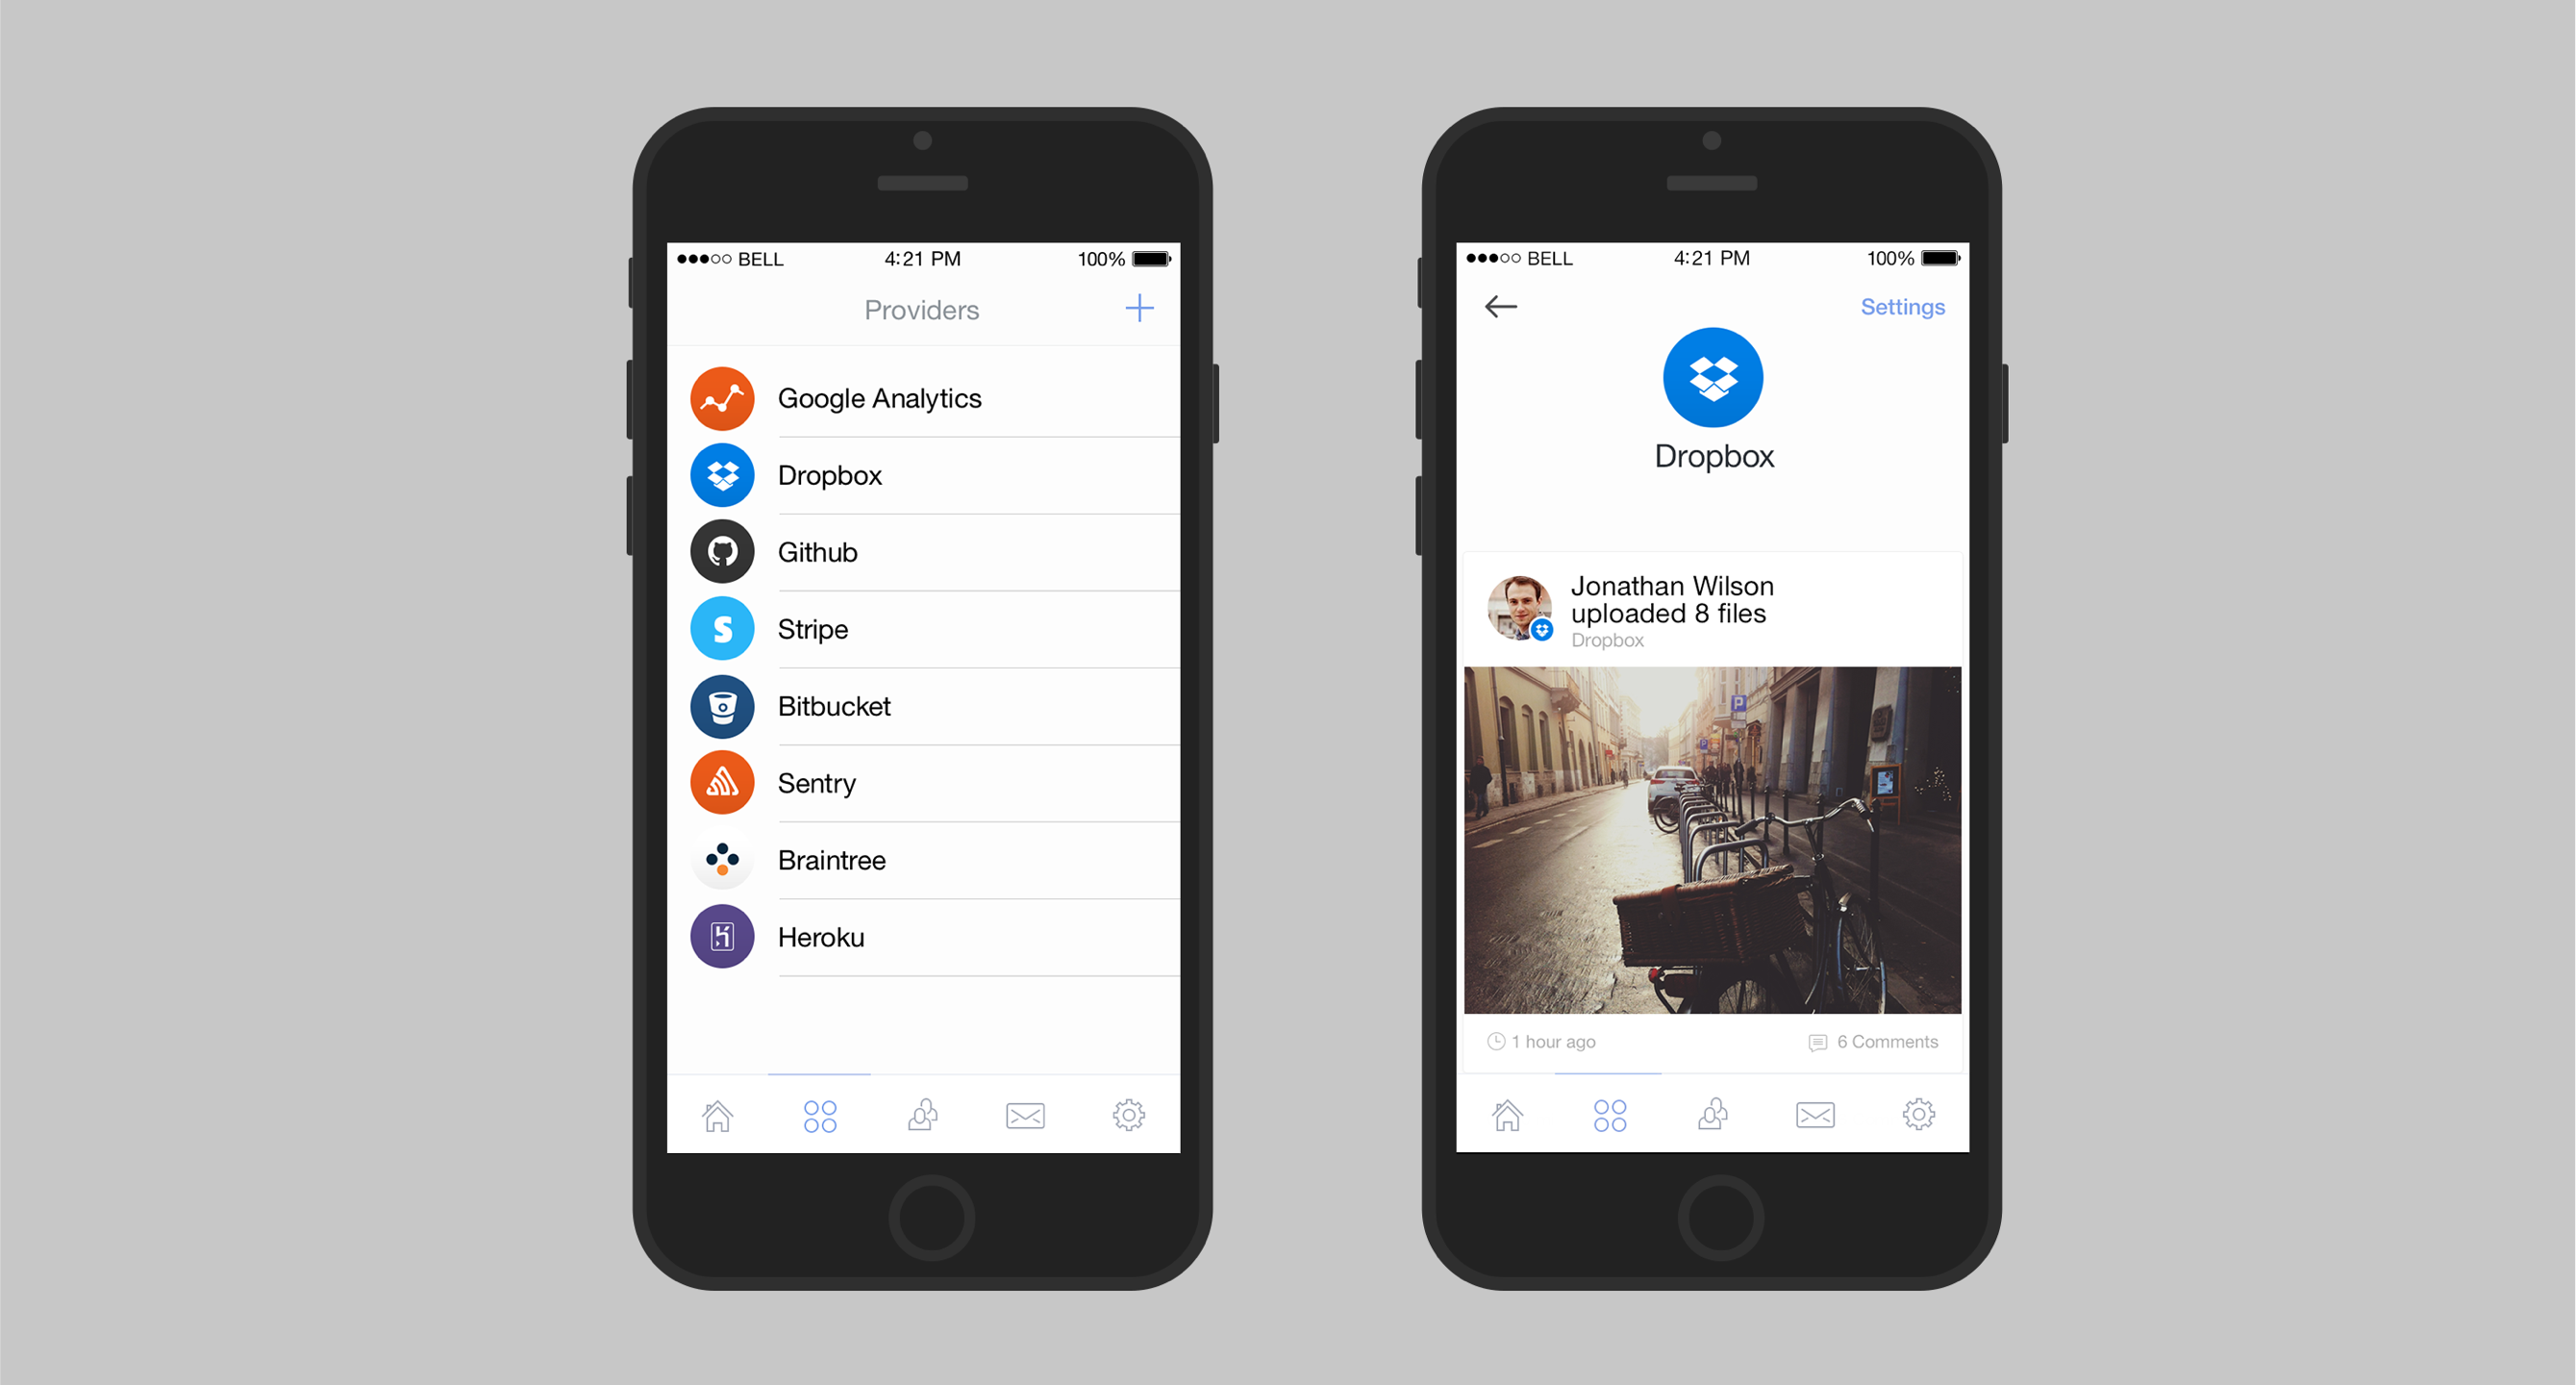 BELL
4:21 PM
100%
Providers
Google Analytics
Dropbox
Github
Stripe
Bitbucket
Sentry
Braintree
Heroku
BELL
4:21 PM
100%
Settings
Dropbox
Jonathan Wilson
uploaded 8 files
Dropbox
P
1 hour ago
6 Comments